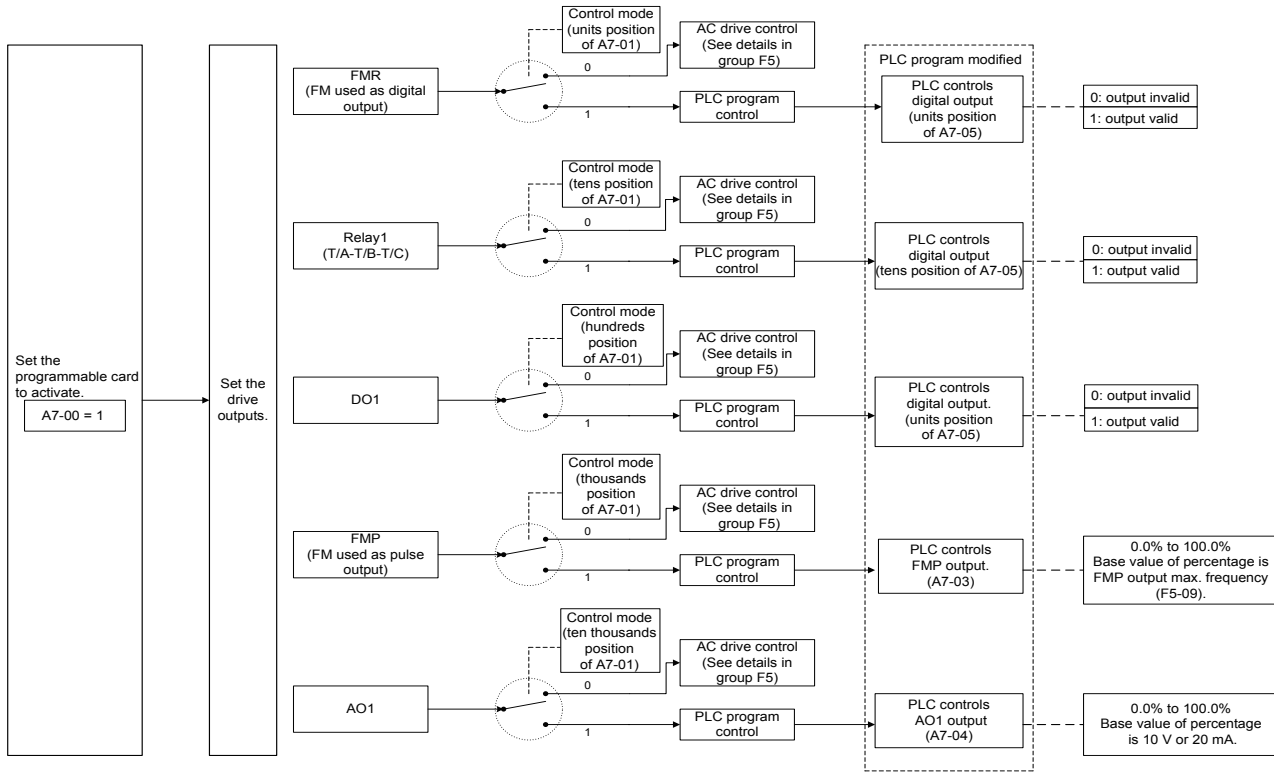 Set the
programmable card
to activate.
A7-00 = 1
Set the
drive
outputs.
FMR
(FM used as digital
output)
Control mode
(units position
of A7-01)
0
1
AC drive control
(See details in
group F5)
PLC program
control
PLC program modified
PLC controls
digital output
(units position
of A7-05)
0: output invalid
1: output valid
Relay1
(T/A-T/B-T/C)
Control mode
(tens position
of A7-01)
0
1
AC drive control
(See details in
group F5)
PLC program
control
PLC controls
digital output
(tens position of A7-05)
0: output invalid
1: output valid
DO1
Control mode
(hundreds
position
of A7-01)
0
1
AC drive control
(See details in
group F5)
PLC program
control
PLC controls
digital output.
(units position
of A7-05)
0: output invalid
1: output valid
FMP
(FM used as pulse
output)
Control mode
(thousands
position
of A7-01)
0
1
AC drive control
(See details in
group F5)
PLC program
control
PLC controls
FMP output.
(A7-03)
0.0% to 100.0%
Base value of percentage is
FMP output max. frequency
(F5-09).
AO1
Control mode
(ten thousands
position
of A7-01)
0
1
AC drive control
(See details in
group F5)
PLC program
control
PLC controls
AO1 output
(A7-04)
0.0% to 100.0%
Base value of percentage
is 10 V or 20 mA.